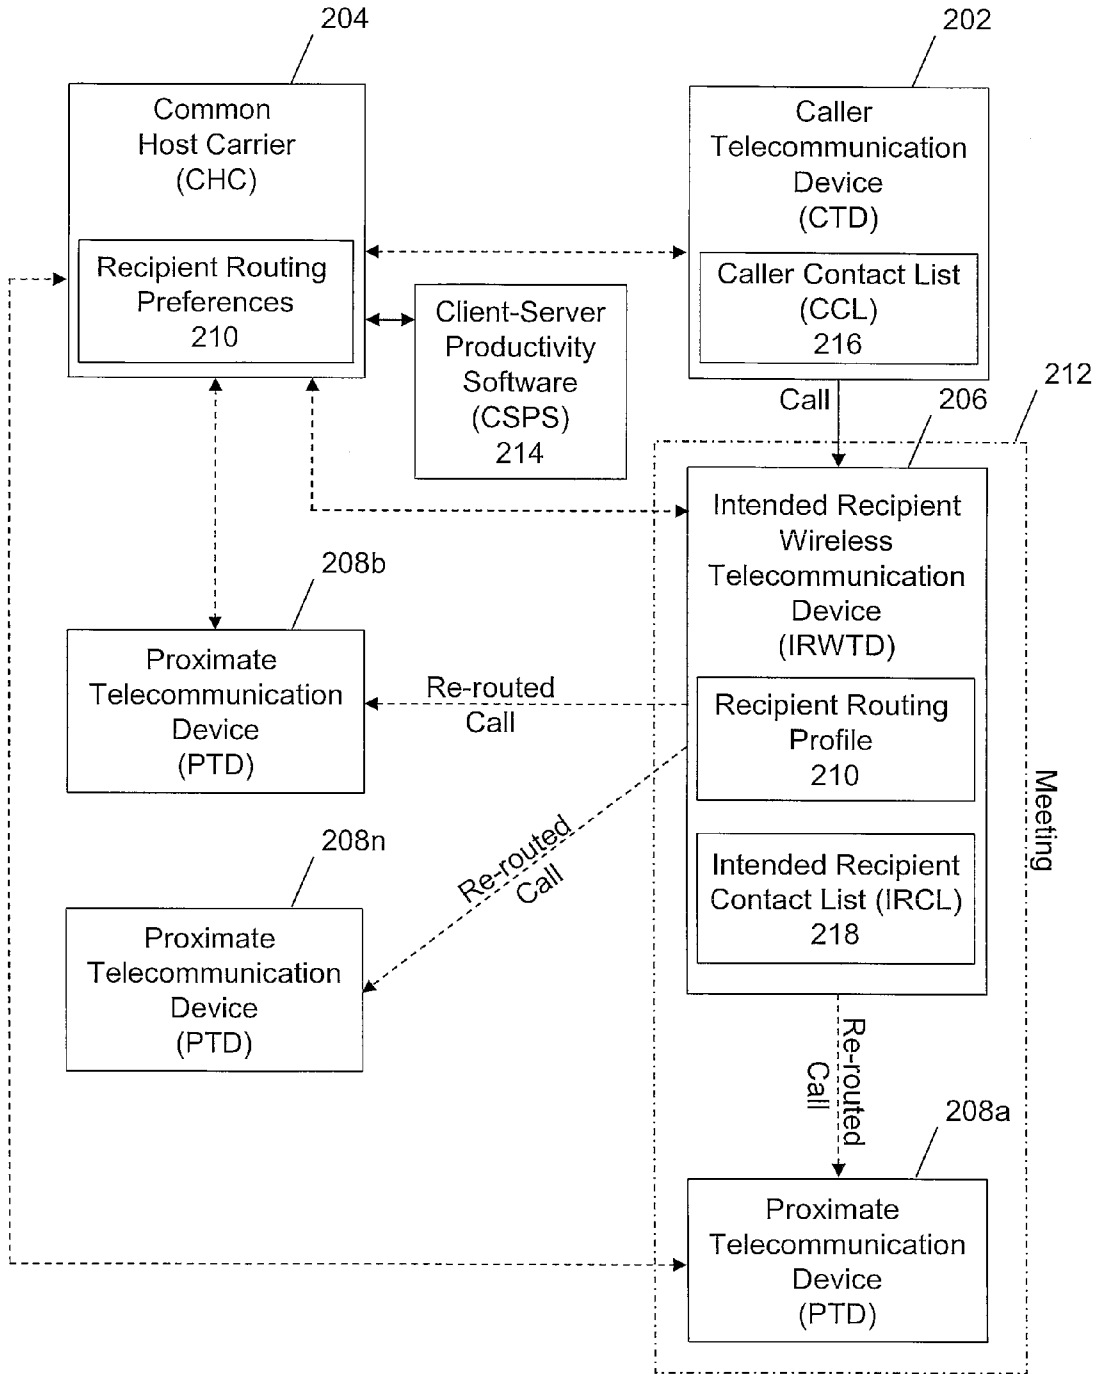 204
202
Common
Host Carrier
(CHC)
Recipient Routing
Preferences
210
Caller
Telecommunication
Device
(CTD)
Caller Contact List
(CCL)
216
Client-Server
Productivity
Software
(CSPS)
214
Call
206
212
Intended Recipient
Wireless
Telecommunication
Device
(IRWTD)
Recipient Routing
Profile
210
Intended Recipient
Contact List (IRCL)
218
Meeting
208b
Proximate
Telecommunication
Device
(PTD)
Re-routed
Call
208n
Proximate
Telecommunication
Device
(PTD)
Re-routed
Call
Re-routed
Call
208a
Proximate
Telecommunication
Device
(PTD)